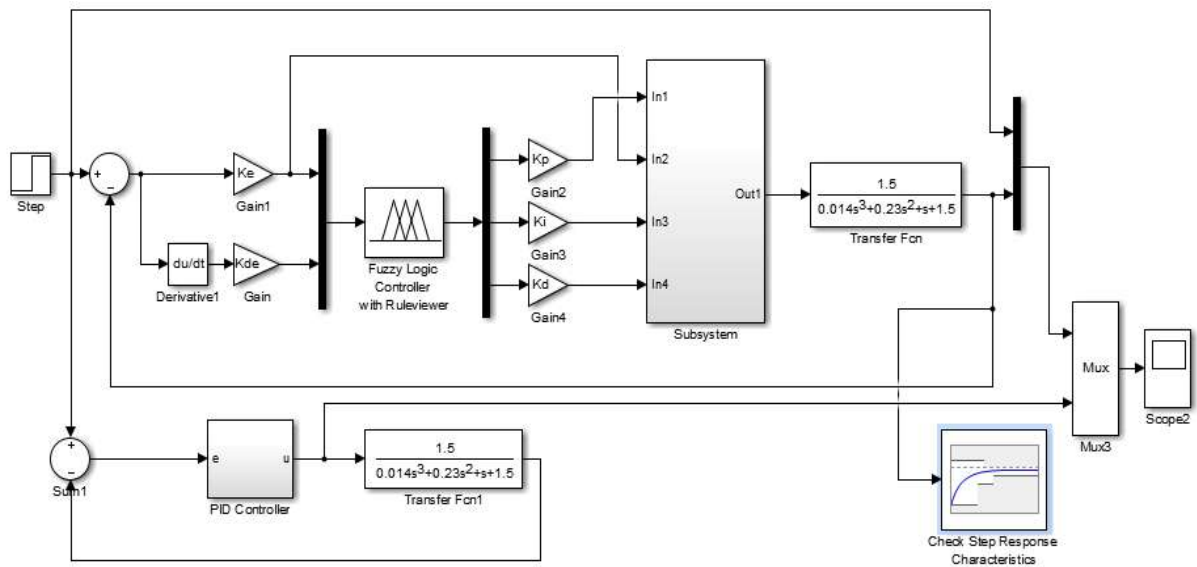 Step
+
−
Ke
Gain1
du/dt
Derivative1
Kde
Gain
Fuzzy Logic
Controller
with Ruleviewer
Kp
Gain2
Ki
Gain3
Kd
Gain4
In1
In2
In3
In4
Out1
Subsystem
1.5
0.014s³+0.23s²+s+1.5
Transfer Fcn
Mux
Mux3
Scope2
+
−
Sum1
e
u
PID Controller
1.5
0.014s³+0.23s²+s+1.5
Transfer Fcn1
Check Step Response
Characteristics